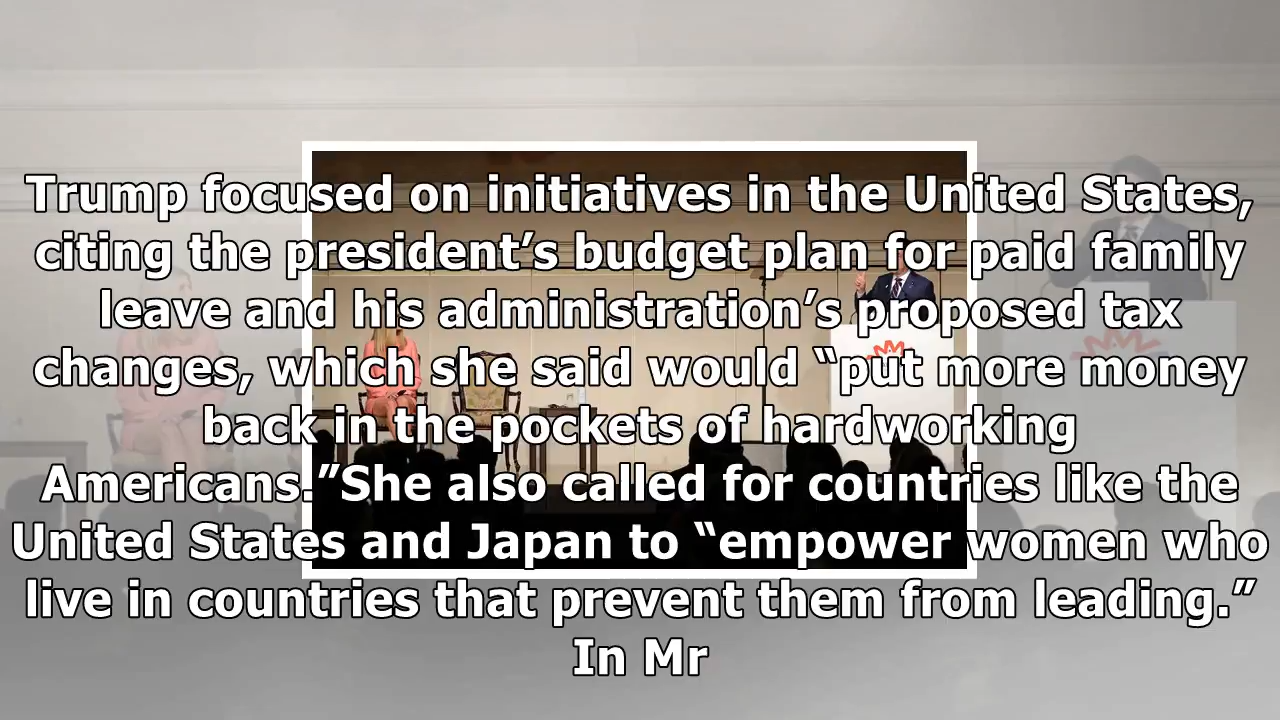 Trump focused on initiatives in the United States,
citing the president’s budget plan for paid family
leave and his administration’s proposed tax
changes, which she said would “put more money
back in the pockets of hardworking
Americans.”She also called for countries like the
United States and Japan to “empower women who
live in countries that prevent them from leading.”
In Mr